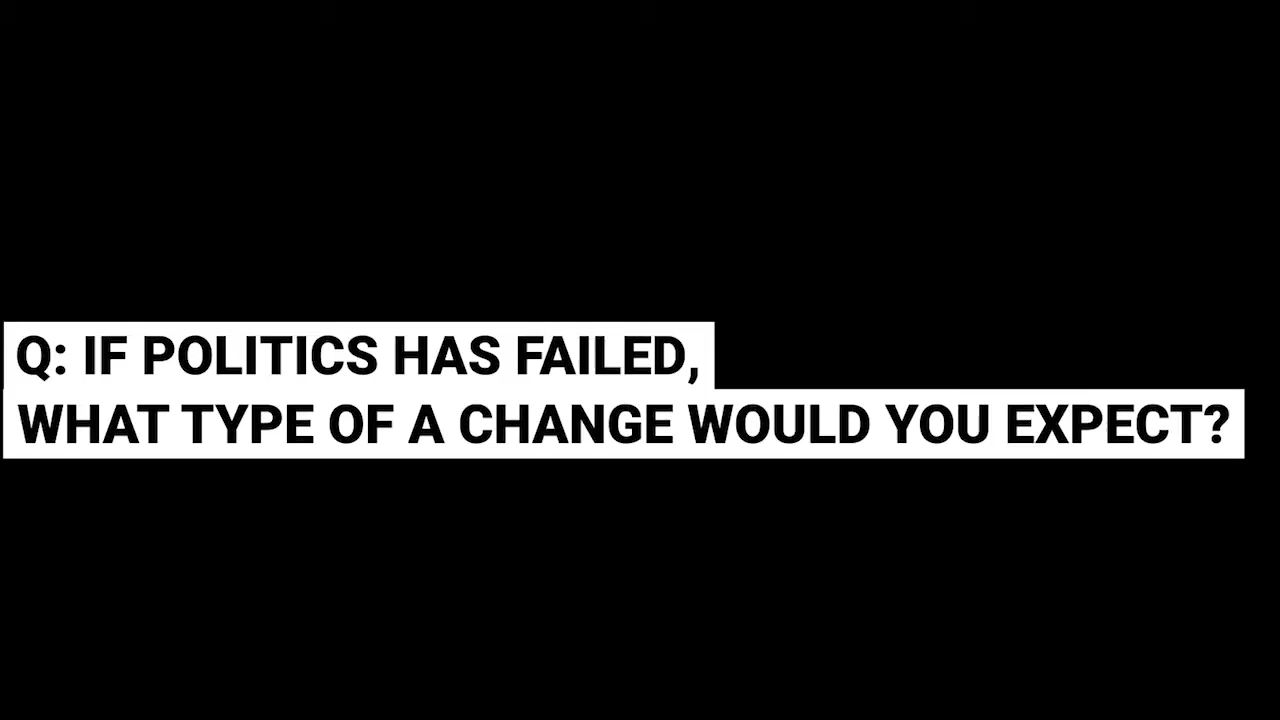 Q: IF POLITICS HAS FAILED,
WHAT TYPE OF A CHANGE WOULD YOU EXPECT?